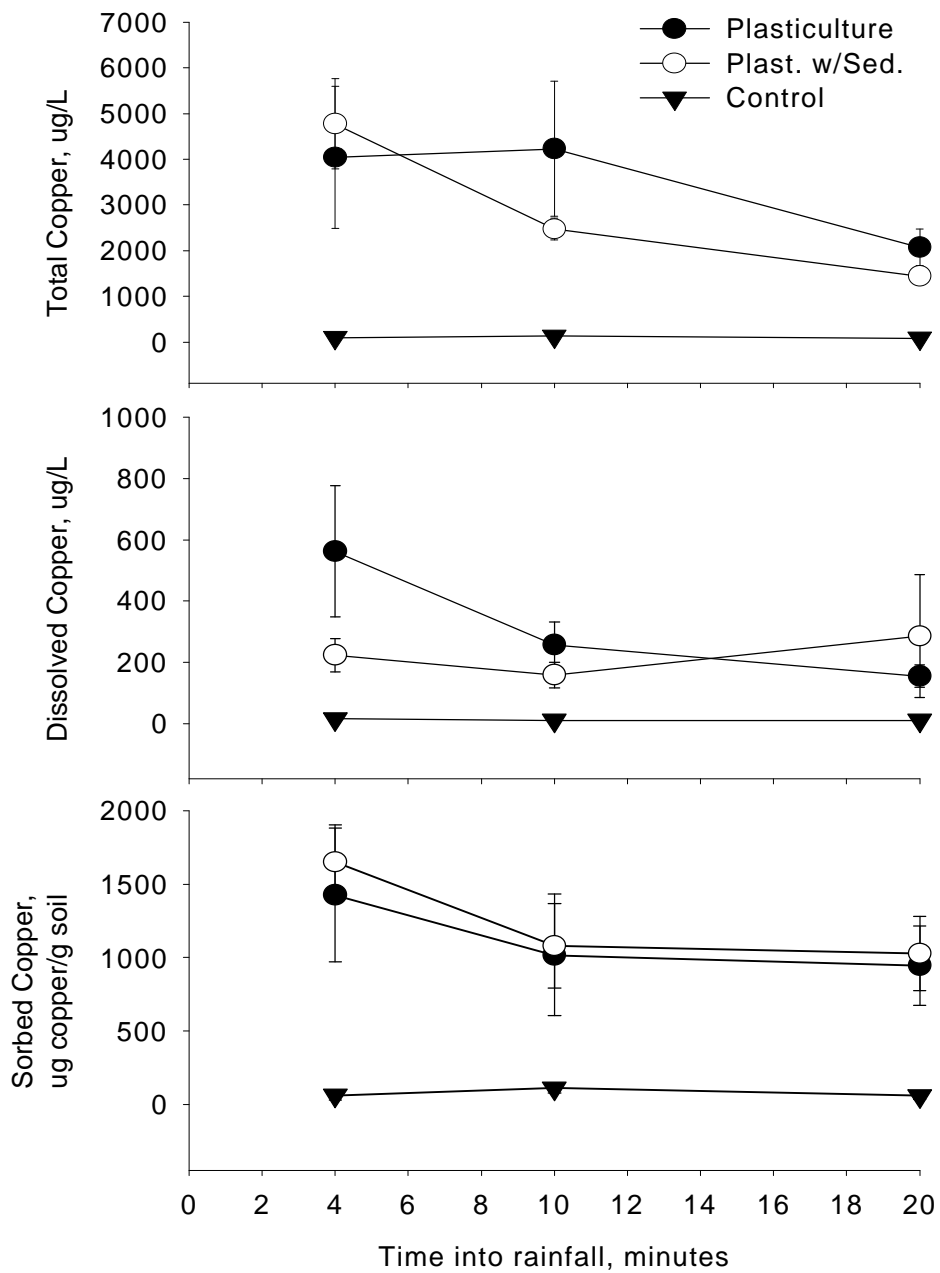 Plasticulture
Plast. w/Sed.
Control
Total Copper, ug/L
7000
6000
5000
4000
3000
2000
1000
0
Dissolved Copper, ug/L
1000
800
600
400
200
0
Sorbed Copper,
ug copper/g soil
2000
1500
1000
500
0
0 2 4 6 8 10 12 14 16 18 20
Time into rainfall, minutes